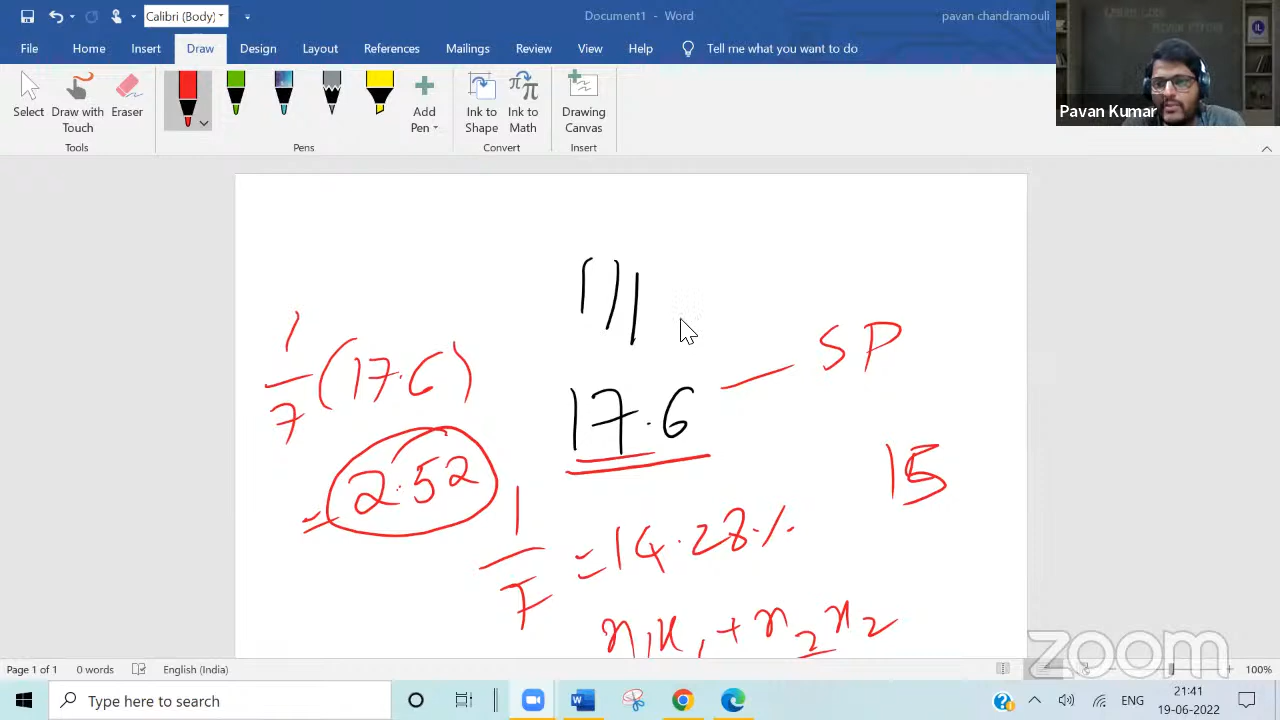 Calibri (Body)
Document1 - Word
pavan chandramouli
File Home Insert Draw Design Layout References Mailings Review View Help Tell me what you want to do
Select Draw with Touch Eraser Add Pen Ink to Shape Ink to Math Drawing Canvas
Tools Pens Convert Insert
Pavan Kumar
SP
1/7 (17.6)
17.6
15
= 2.52
1/7 = 14.28%
n₁x₁ + n₂x₂
zoom
Page 1 of 1 0 words English (India) 100%
Type here to search
ENG
21:41
19-06-2022